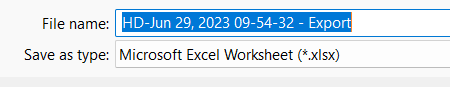 File name: HD-Jun 29, 2023 09-54-32 - Export
Save as type: Microsoft Excel Worksheet (*.xlsx)